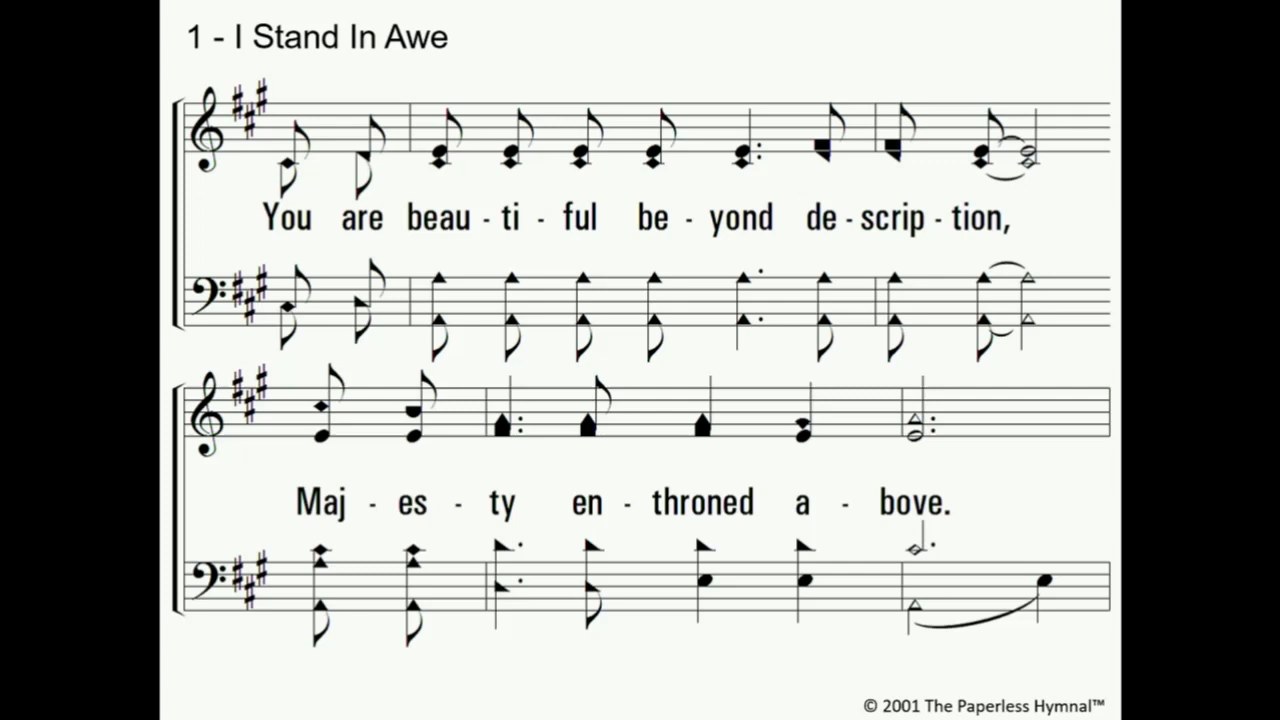 1 - I Stand In Awe
You are beau - ti - ful be - yond de - scrip - tion,
Maj - es - ty en - throned a - bove.
© 2001 The Paperless Hymnal™